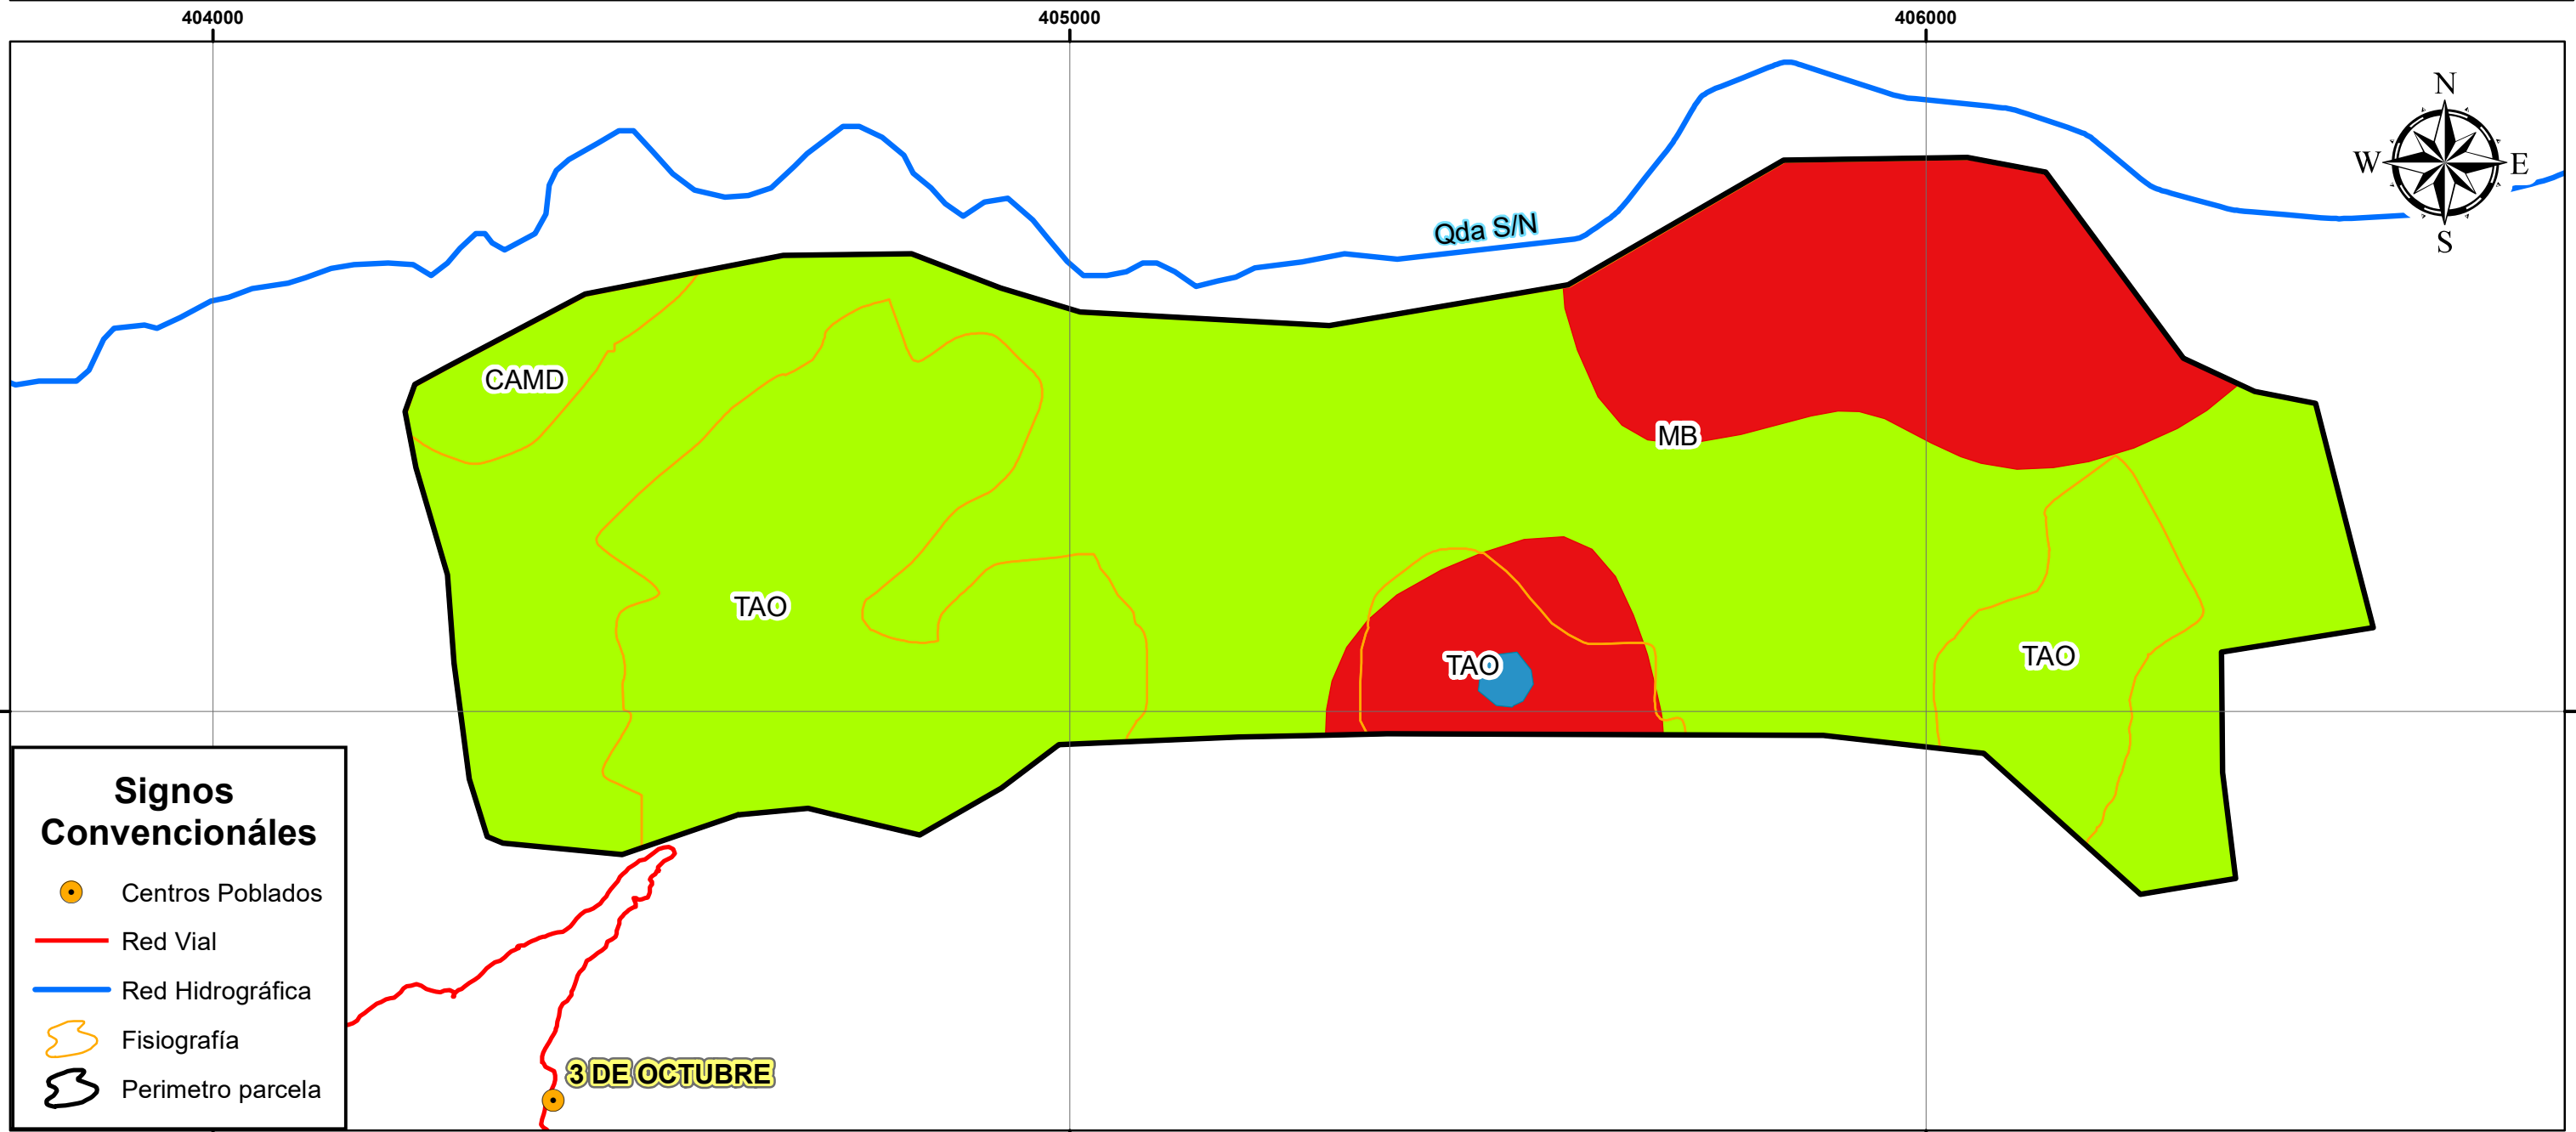 404000
405000
406000
N
W
E
S
Qda S/N
CAMD
MB
TAO
TAO
TAO
Signos
Convencionáles
Centros Poblados
Red Vial
Red Hidrográfica
Fisiografía
Perimetro parcela
3 DE OCTUBRE